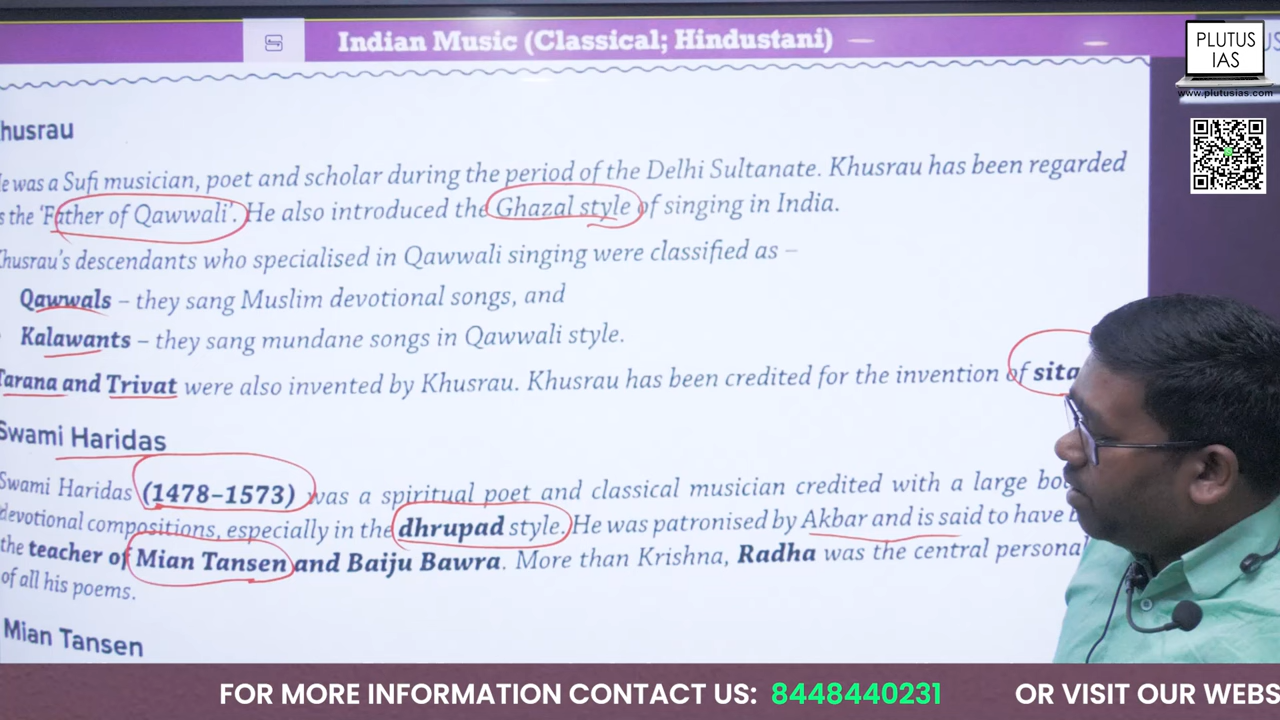 Indian Music (Classical; Hindustani)
PLUTUS
IAS
US
www.plutusias.com
husrau
e was a Sufi musician, poet and scholar during the period of the Delhi Sultanate. Khusrau has been regarded
s the 'Father of Qawwali'. He also introduced the Ghazal style of singing in India.
husrau's descendants who specialised in Qawwali singing were classified as –
Qawwals – they sang Muslim devotional songs, and
Kalawants – they sang mundane songs in Qawwali style.
Tarana and Trivat were also invented by Khusrau. Khusrau has been credited for the invention of sita
Swami Haridas
Swami Haridas (1478–1573) was a spiritual poet and classical musician credited with a large bo
devotional compositions, especially in the dhrupad style. He was patronised by Akbar and is said to have b
the teacher of Mian Tansen and Baiju Bawra. More than Krishna, Radha was the central persona
of all his poems.
Mian Tansen
FOR MORE INFORMATION CONTACT US: 8448440231 OR VISIT OUR WEBS